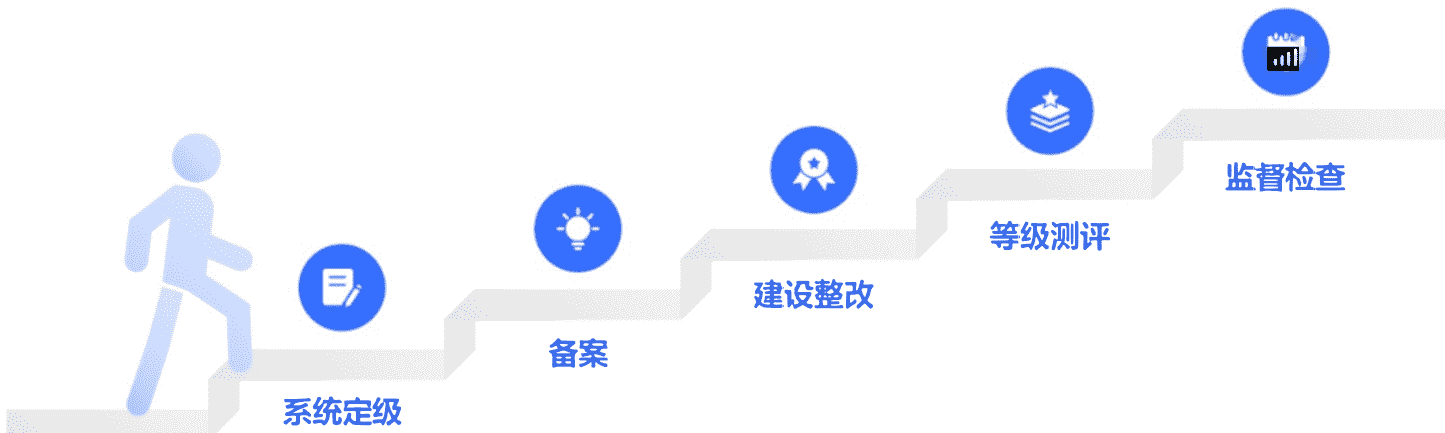 系统定级
备案
建设整改
等级测评
监督检查